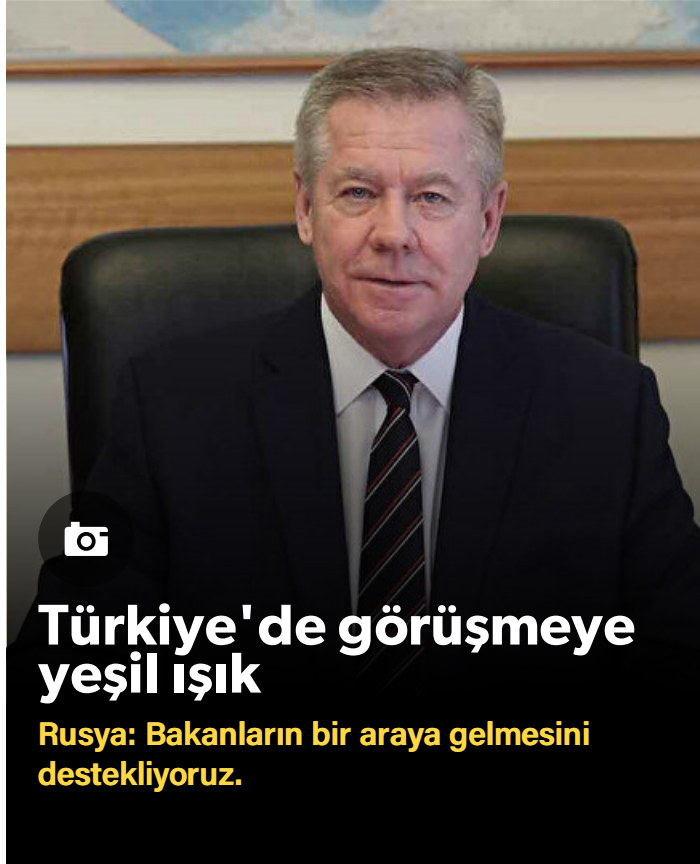 Türkiye'de görüşmeye
yeşil ışık
Rusya: Bakanların bir araya gelmesini
destekliyoruz.